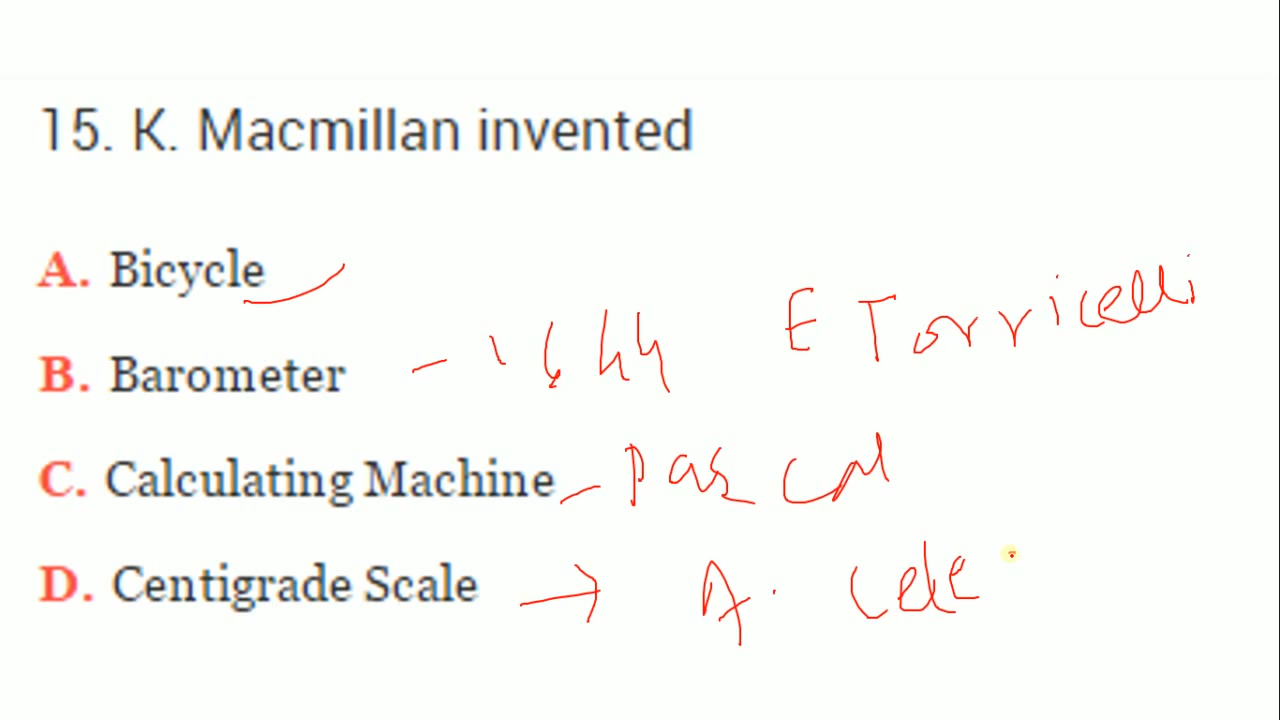 15. K. Macmillan invented
A. Bicycle
B. Barometer - 1644 E Torricelli
C. Calculating Machine - Pascal
D. Centigrade Scale → A.